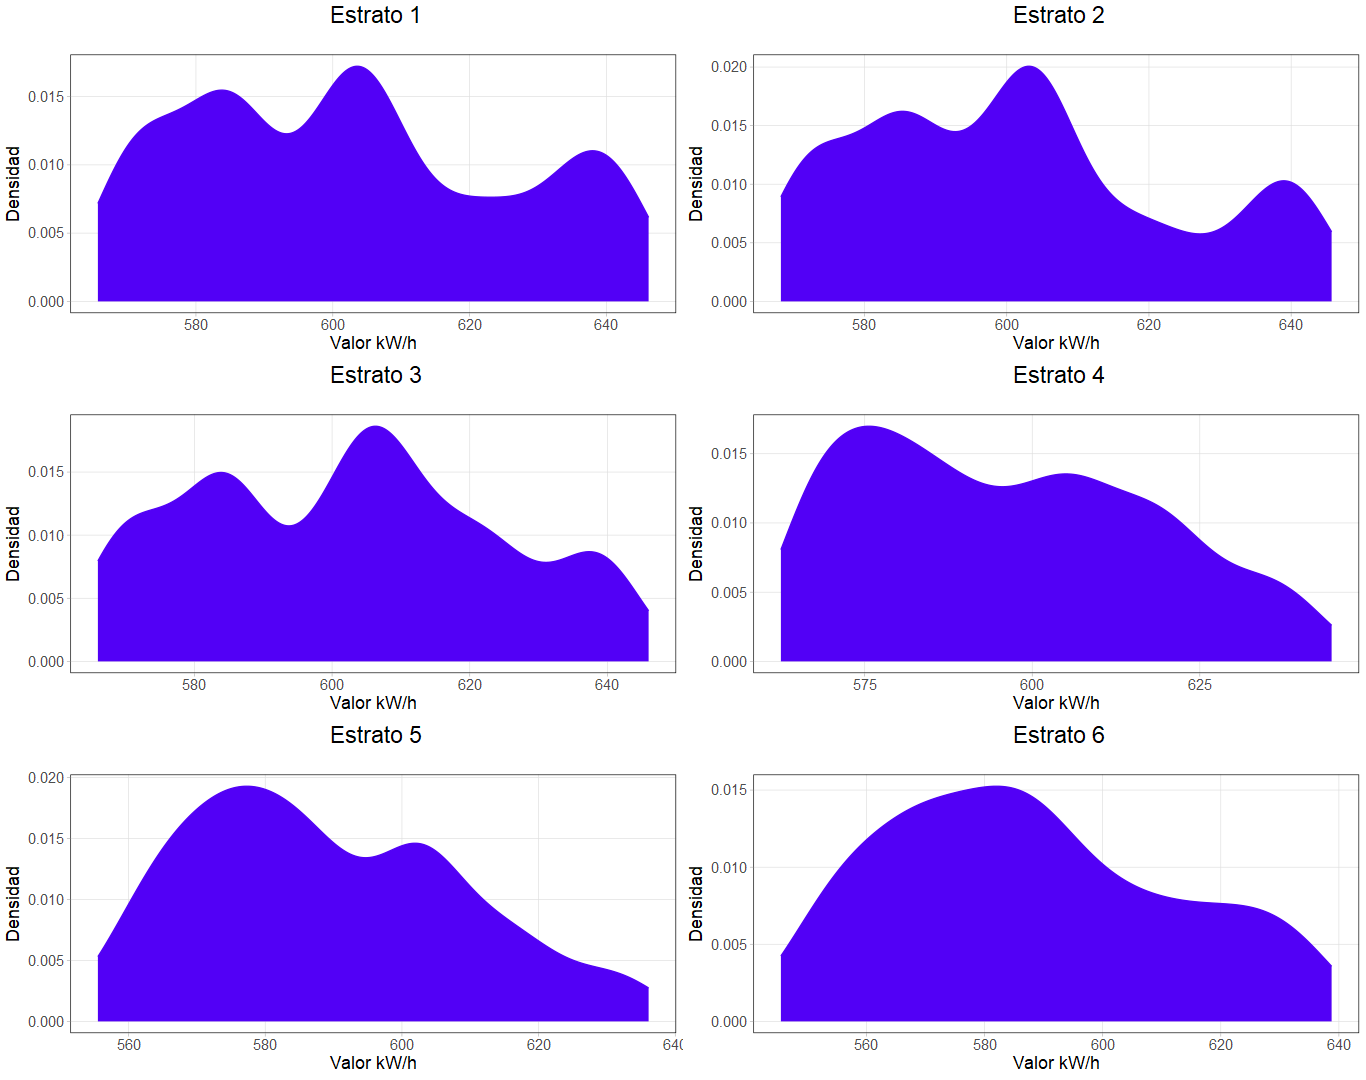 Estrato 1
Densidad
0.015
0.010
0.005
0.000
580 600 620 640
Valor kW/h
Estrato 2
Densidad
0.020
0.015
0.010
0.005
0.000
580 600 620 640
Valor kW/h
Estrato 3
Densidad
0.015
0.010
0.005
0.000
580 600 620 640
Valor kW/h
Estrato 4
Densidad
0.015
0.010
0.005
0.000
575 600 625
Valor kW/h
Estrato 5
Densidad
0.020
0.015
0.010
0.005
0.000
560 580 600 620 640
Valor kW/h
Estrato 6
Densidad
0.015
0.010
0.005
0.000
560 580 600 620 640
Valor kW/h